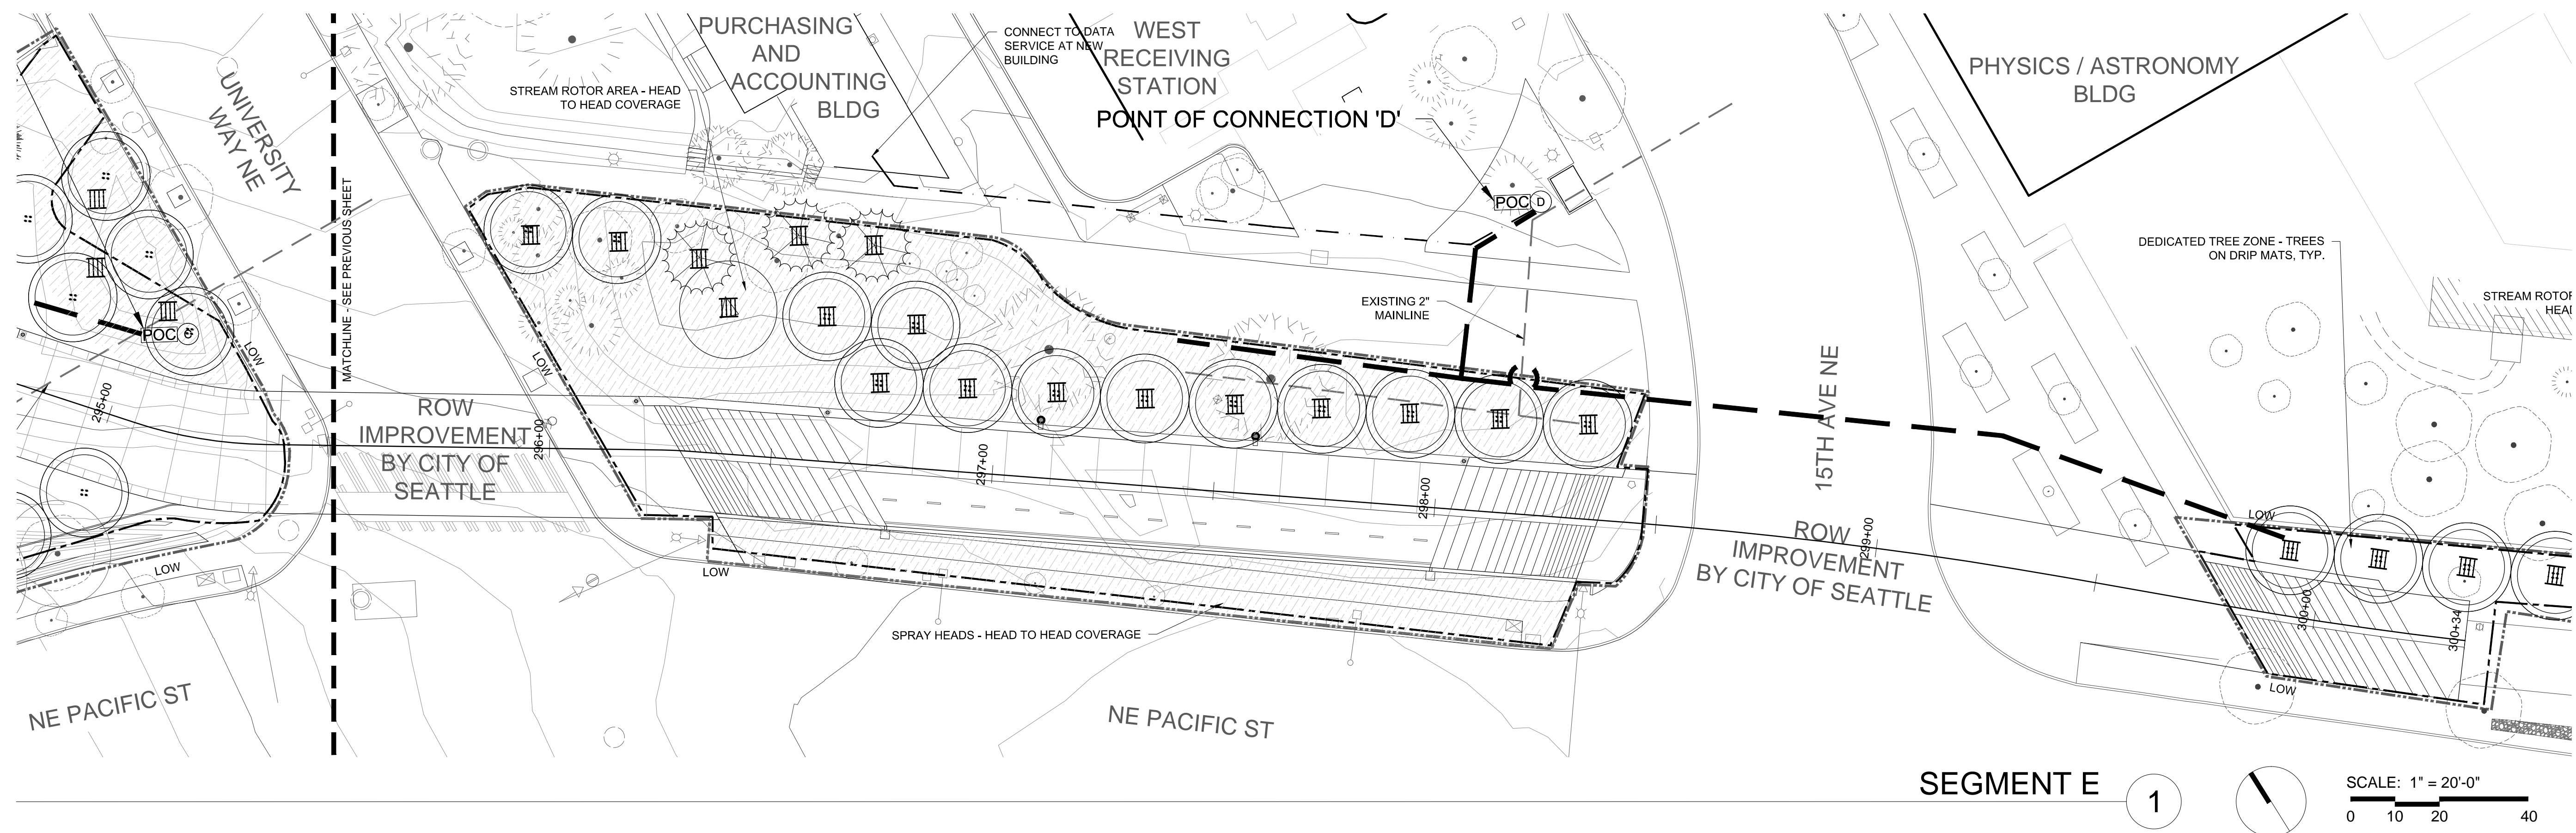 PURCHASING
AND
ACCOUNTING
BLDG
CONNECT TO DATA
SERVICE AT NEW
BUILDING
WEST
RECEIVING
STATION
POINT OF CONNECTION 'D'
PHYSICS / ASTRONOMY
BLDG
STREAM ROTOR AREA - HEAD
TO HEAD COVERAGE
UNIVERSITY
WAY NE
MATCHLINE - SEE PREVIOUS SHEET
POC D
DEDICATED TREE ZONE - TREES
ON DRIP MATS, TYP.
STREAM ROTOR
HEAD
EXISTING 2"
MAINLINE
POC
LOW
LOW
295+00
ROW
IMPROVEMENT
BY CITY OF
SEATTLE
296+00
297+00
298+00
15TH AVE NE
299+00
ROW
IMPROVEMENT
BY CITY OF SEATTLE
LOW
300+00
300+34
LOW
LOW
LOW
SPRAY HEADS - HEAD TO HEAD COVERAGE
NE PACIFIC ST
NE PACIFIC ST
SEGMENT E
1
SCALE: 1" = 20'-0"
0 10 20 40